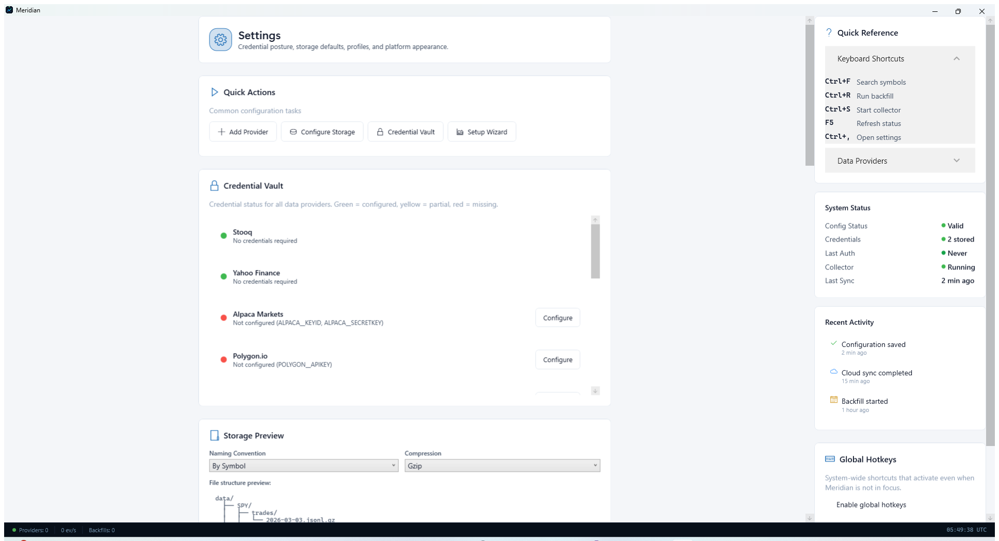 Meridian
Settings
Credential posture, storage defaults, profiles, and platform appearance.
Quick Actions
Common configuration tasks
Add Provider
Configure Storage
Credential Vault
Setup Wizard
Credential Vault
Credential status for all data providers. Green = configured, yellow = partial, red = missing.
Stooq
No credentials required
Yahoo Finance
No credentials required
Alpaca Markets
Not configured (ALPACA__KEYID, ALPACA__SECRETKEY)
Configure
Polygon.io
Not configured (POLYGON__APIKEY)
Configure
Storage Preview
Naming Convention
By Symbol
Compression
Gzip
File structure preview:
data/
├── SPY/
│   ├── trades/
│   │   └── 2026-03-03.jsonl.gz
? Quick Reference
Keyboard Shortcuts
Ctrl+F Search symbols
Ctrl+R Run backfill
Ctrl+S Start collector
F5 Refresh status
Ctrl+, Open settings
Data Providers
System Status
Config Status Valid
Credentials 2 stored
Last Auth Never
Collector Running
Last Sync 2 min ago
Recent Activity
Configuration saved
2 min ago
Cloud sync completed
15 min ago
Backfill started
1 hour ago
Global Hotkeys
System-wide shortcuts that activate even when
Meridian is not in focus.
Enable global hotkeys
Providers: 0
0 ev/s
Backfills: 0
05:49:38 UTC